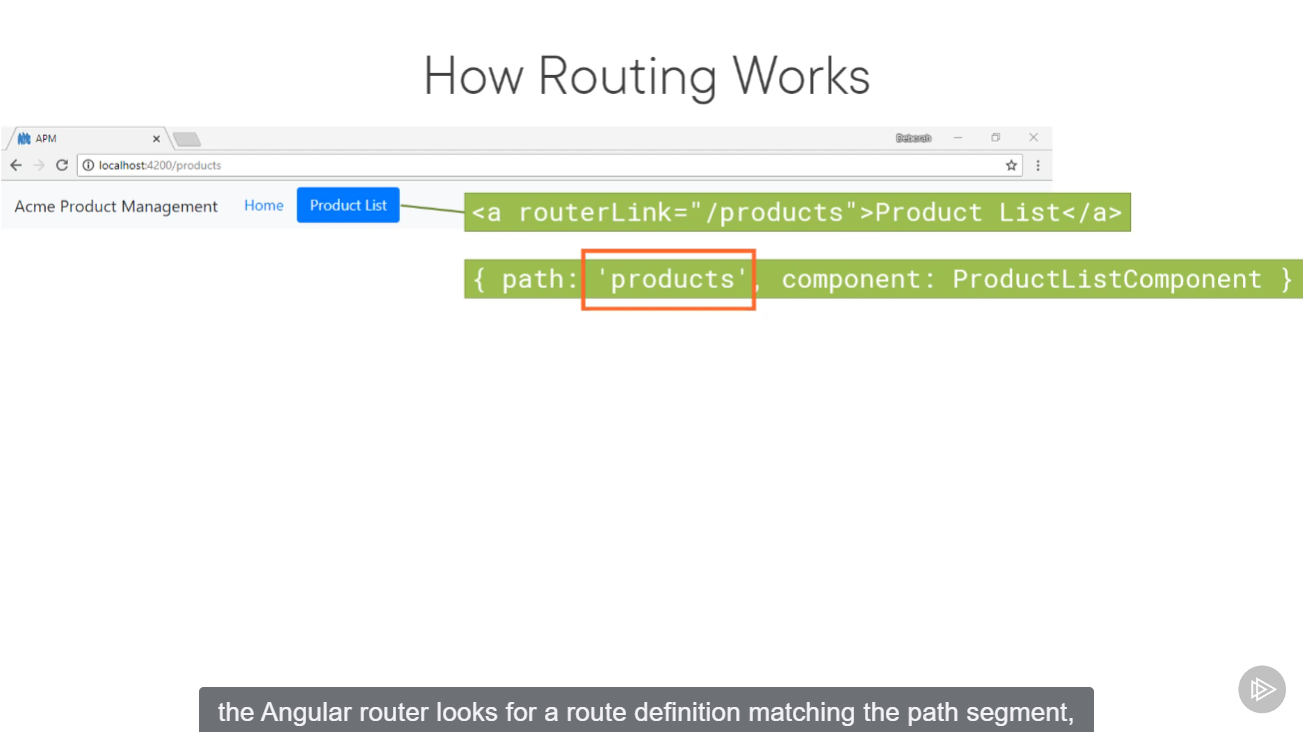 How Routing Works
APM
Deborah
localhost:4200/products
Acme Product Management Home Product List
<a routerLink="/products">Product List</a>
{ path: 'products', component: ProductListComponent }
the Angular router looks for a route definition matching the path segment,